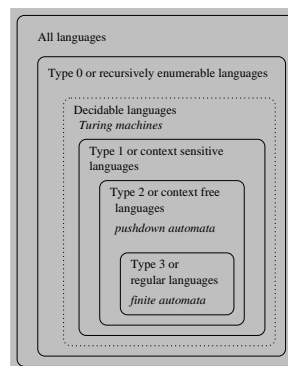 All languages
Type 0 or recursively enumerable languages
Decidable languages
Turing machines
Type 1 or context sensitive
languages
Type 2 or context free
languages
pushdown automata
Type 3 or
regular languages
finite automata